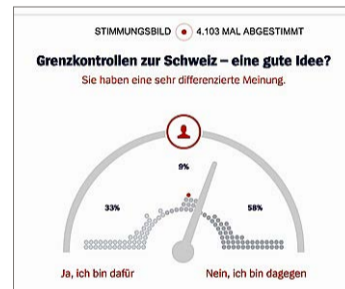 STIMMUNGSBILD 4.103 MAL ABGESTIMMT
Grenzkontrollen zur Schweiz – eine gute Idee?
Sie haben eine sehr differenzierte Meinung.
9%
33% 58%
Ja, ich bin dafür Nein, ich bin dagegen